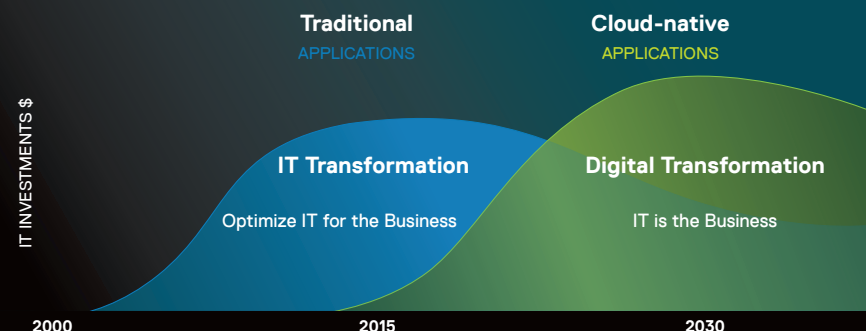 Traditional
APPLICATIONS
Cloud-native
APPLICATIONS
IT INVESTMENTS $
IT Transformation
Optimize IT for the Business
Digital Transformation
IT is the Business
2000
2015
2030